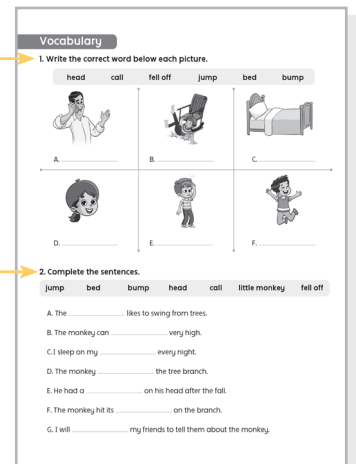 Vocabulary
1. Write the correct word below each picture.
head call fell off jump bed bump
A. B. C.
D. E. F.
2. Complete the sentences.
jump bed bump head call little monkey fell off
A. The likes to swing from trees.
B. The monkey can very high.
C.I sleep on my every night.
D. The monkey the tree branch.
E. He had a on his head after the fall.
F. The monkey hit its on the branch.
G. I will my friends to tell them about the monkey.